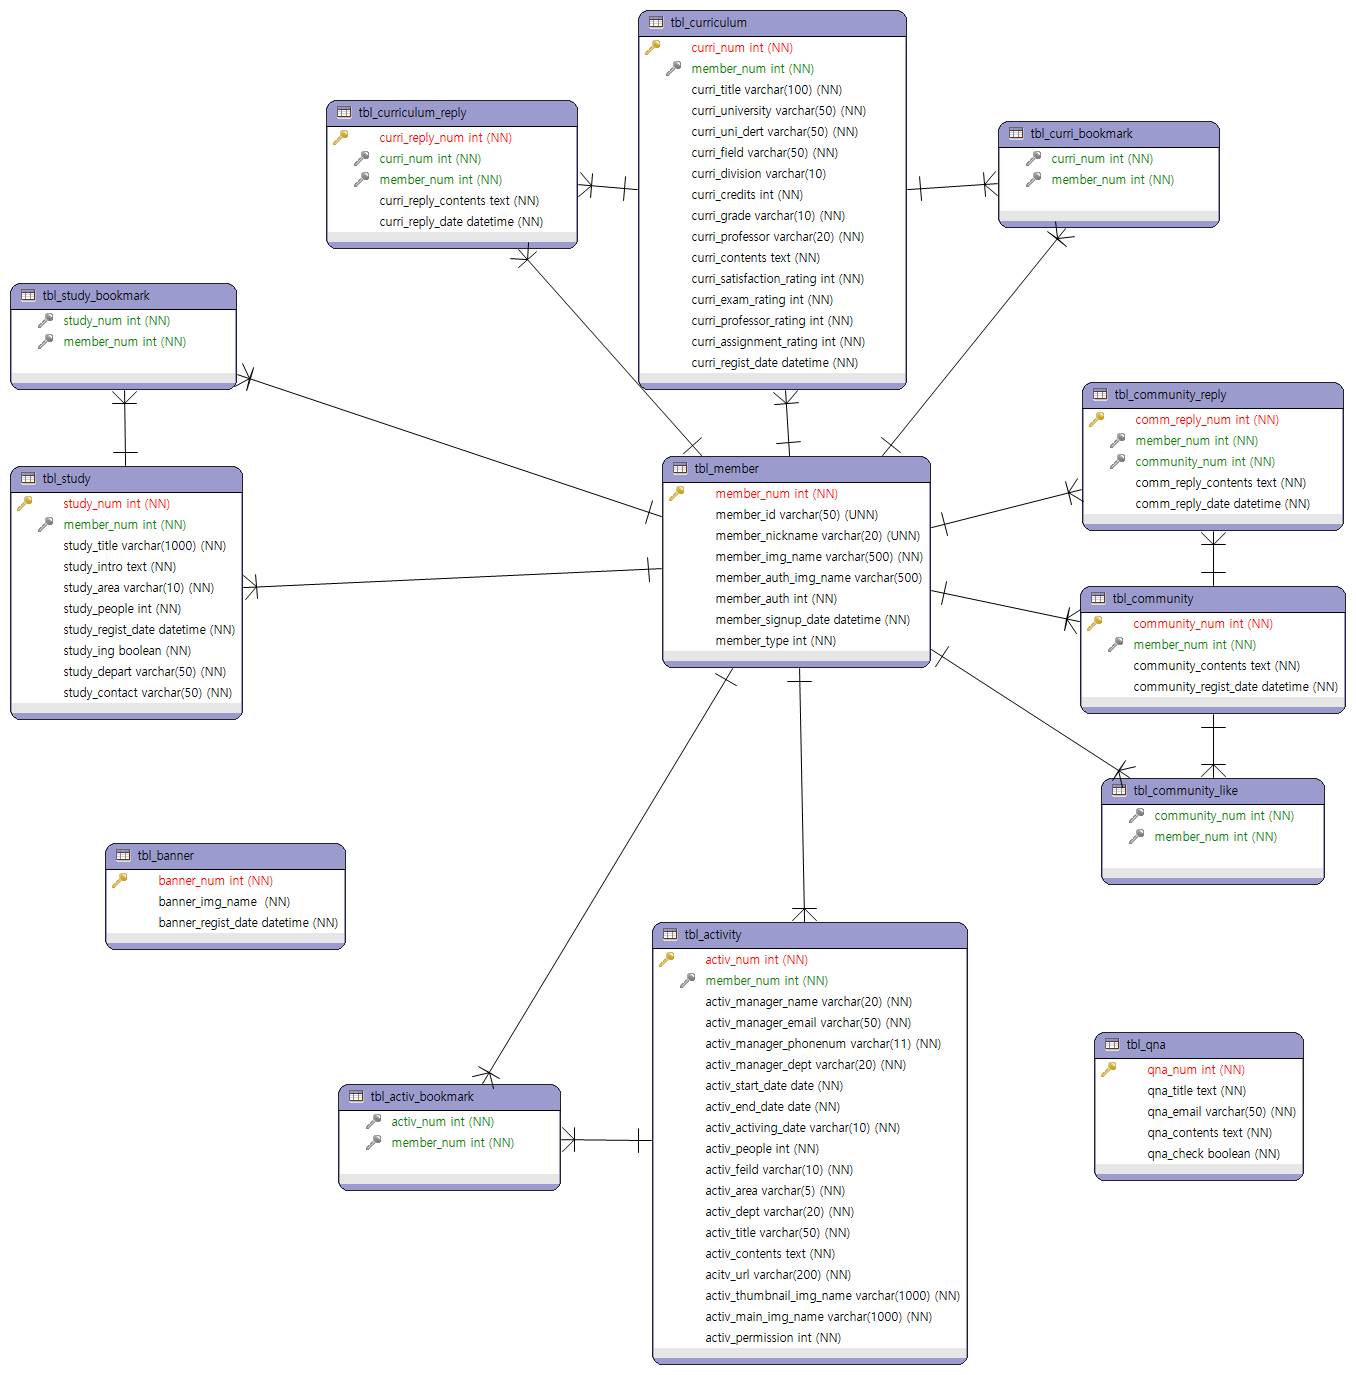 tbl_curriculum
curri_num int (NN)
member_num int (NN)
curri_title varchar(100) (NN)
curri_university varchar(50) (NN)
curri_uni_dert varchar(50) (NN)
curri_field varchar(50) (NN)
curri_division varchar(10)
curri_credits int (NN)
curri_grade varchar(10) (NN)
curri_professor varchar(20) (NN)
curri_contents text (NN)
curri_satisfaction_rating int (NN)
curri_exam_rating int (NN)
curri_professor_rating int (NN)
curri_assignment_rating int (NN)
curri_regist_date datetime (NN)
tbl_curriculum_reply
curri_reply_num int (NN)
curri_num int (NN)
member_num int (NN)
curri_reply_contents text (NN)
curri_reply_date datetime (NN)
tbl_curri_bookmark
curri_num int (NN)
member_num int (NN)
tbl_study_bookmark
study_num int (NN)
member_num int (NN)
tbl_community_reply
comm_reply_num int (NN)
member_num int (NN)
community_num int (NN)
comm_reply_contents text (NN)
comm_reply_date datetime (NN)
tbl_study
study_num int (NN)
member_num int (NN)
study_title varchar(1000) (NN)
study_intro text (NN)
study_area varchar(10) (NN)
study_people int (NN)
study_regist_date datetime (NN)
study_ing boolean (NN)
study_depart varchar(50) (NN)
study_contact varchar(50) (NN)
tbl_member
member_num int (NN)
member_id varchar(50) (UNN)
member_nickname varchar(20) (UNN)
member_img_name varchar(500) (NN)
member_auth_img_name varchar(500)
member_auth int (NN)
member_signup_date datetime (NN)
member_type int (NN)
tbl_community
community_num int (NN)
member_num int (NN)
community_contents text (NN)
community_regist_date datetime (NN)
tbl_community_like
community_num int (NN)
member_num int (NN)
tbl_banner
banner_num int (NN)
banner_img_name (NN)
banner_regist_date datetime (NN)
tbl_activity
activ_num int (NN)
member_num int (NN)
activ_manager_name varchar(20) (NN)
activ_manager_email varchar(50) (NN)
activ_manager_phonenum varchar(11) (NN)
activ_manager_dept varchar(20) (NN)
activ_start_date date (NN)
activ_end_date date (NN)
activ_activing_date varchar(10) (NN)
activ_people int (NN)
activ_feild varchar(10) (NN)
activ_area varchar(5) (NN)
activ_dept varchar(20) (NN)
activ_title varchar(50) (NN)
activ_contents text (NN)
acitv_url varchar(200) (NN)
activ_thumbnail_img_name varchar(1000) (NN)
activ_main_img_name varchar(1000) (NN)
activ_permission int (NN)
tbl_activ_bookmark
activ_num int (NN)
member_num int (NN)
tbl_qna
qna_num int (NN)
qna_title text (NN)
qna_email varchar(50) (NN)
qna_contents text (NN)
qna_check boolean (NN)